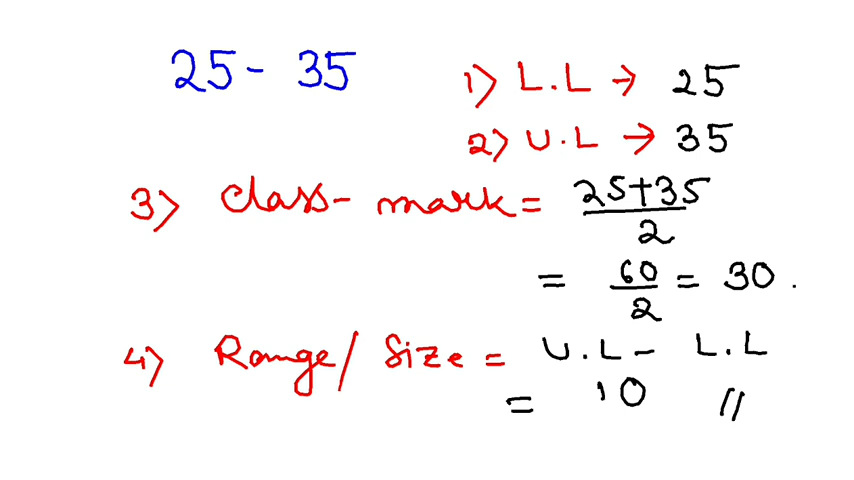 25 - 35
1) L.L → 25
2) U.L → 35
3) Class - mark = 25+35 / 2
= 60 / 2 = 30 .
4) Range / Size = U.L - L.L
= 10 //